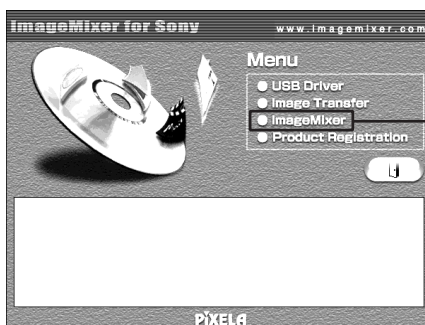 ImageMixer for Sony
www.imagemixer.com
Menu
USB Driver
Image Transfer
ImageMixer
Product Registration
PIXELA